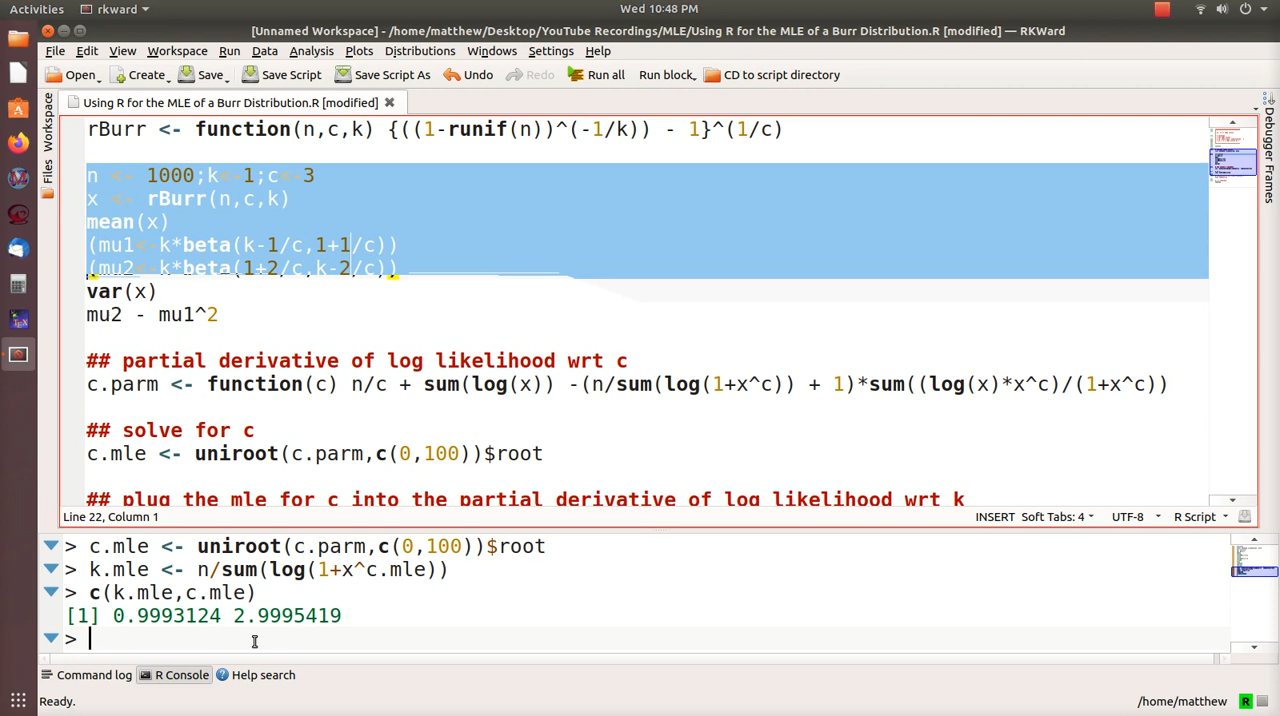 Activities
rkward
Wed 10:48 PM
[Unnamed Workspace] - /home/matthew/Desktop/YouTube Recordings/MLE/Using R for the MLE of a Burr Distribution.R [modified] — RKWard
File Edit View Workspace Run Data Analysis Plots Distributions Windows Settings Help
Open Create Save Save Script Save Script As Undo Redo Run all Run block CD to script directory
Using R for the MLE of a Burr Distribution.R [modified]
Workspace
Files
Debugger Frames
rBurr <- function(n,c,k) {((1-runif(n))^(-1/k)) - 1}^(1/c)
n <- 1000;k<-1;c<-3
x <- rBurr(n,c,k)
mean(x)
(mu1<-k*beta(k-1/c,1+1/c))
(mu2<-k*beta(1+2/c,k-2/c))
var(x)
mu2 - mu1^2
## partial derivative of log likelihood wrt c
c.parm <- function(c) n/c + sum(log(x)) -(n/sum(log(1+x^c)) + 1)*sum((log(x)*x^c)/(1+x^c))
## solve for c
c.mle <- uniroot(c.parm,c(0,100))$root
## plug the mle for c into the partial derivative of log likelihood wrt k
Line 22, Column 1
INSERT Soft Tabs: 4 UTF-8 R Script
> c.mle <- uniroot(c.parm,c(0,100))$root
> k.mle <- n/sum(log(1+x^c.mle))
> c(k.mle,c.mle)
[1] 0.9993124 2.9995419
>
Command log R Console Help search
Ready.
/home/matthew R